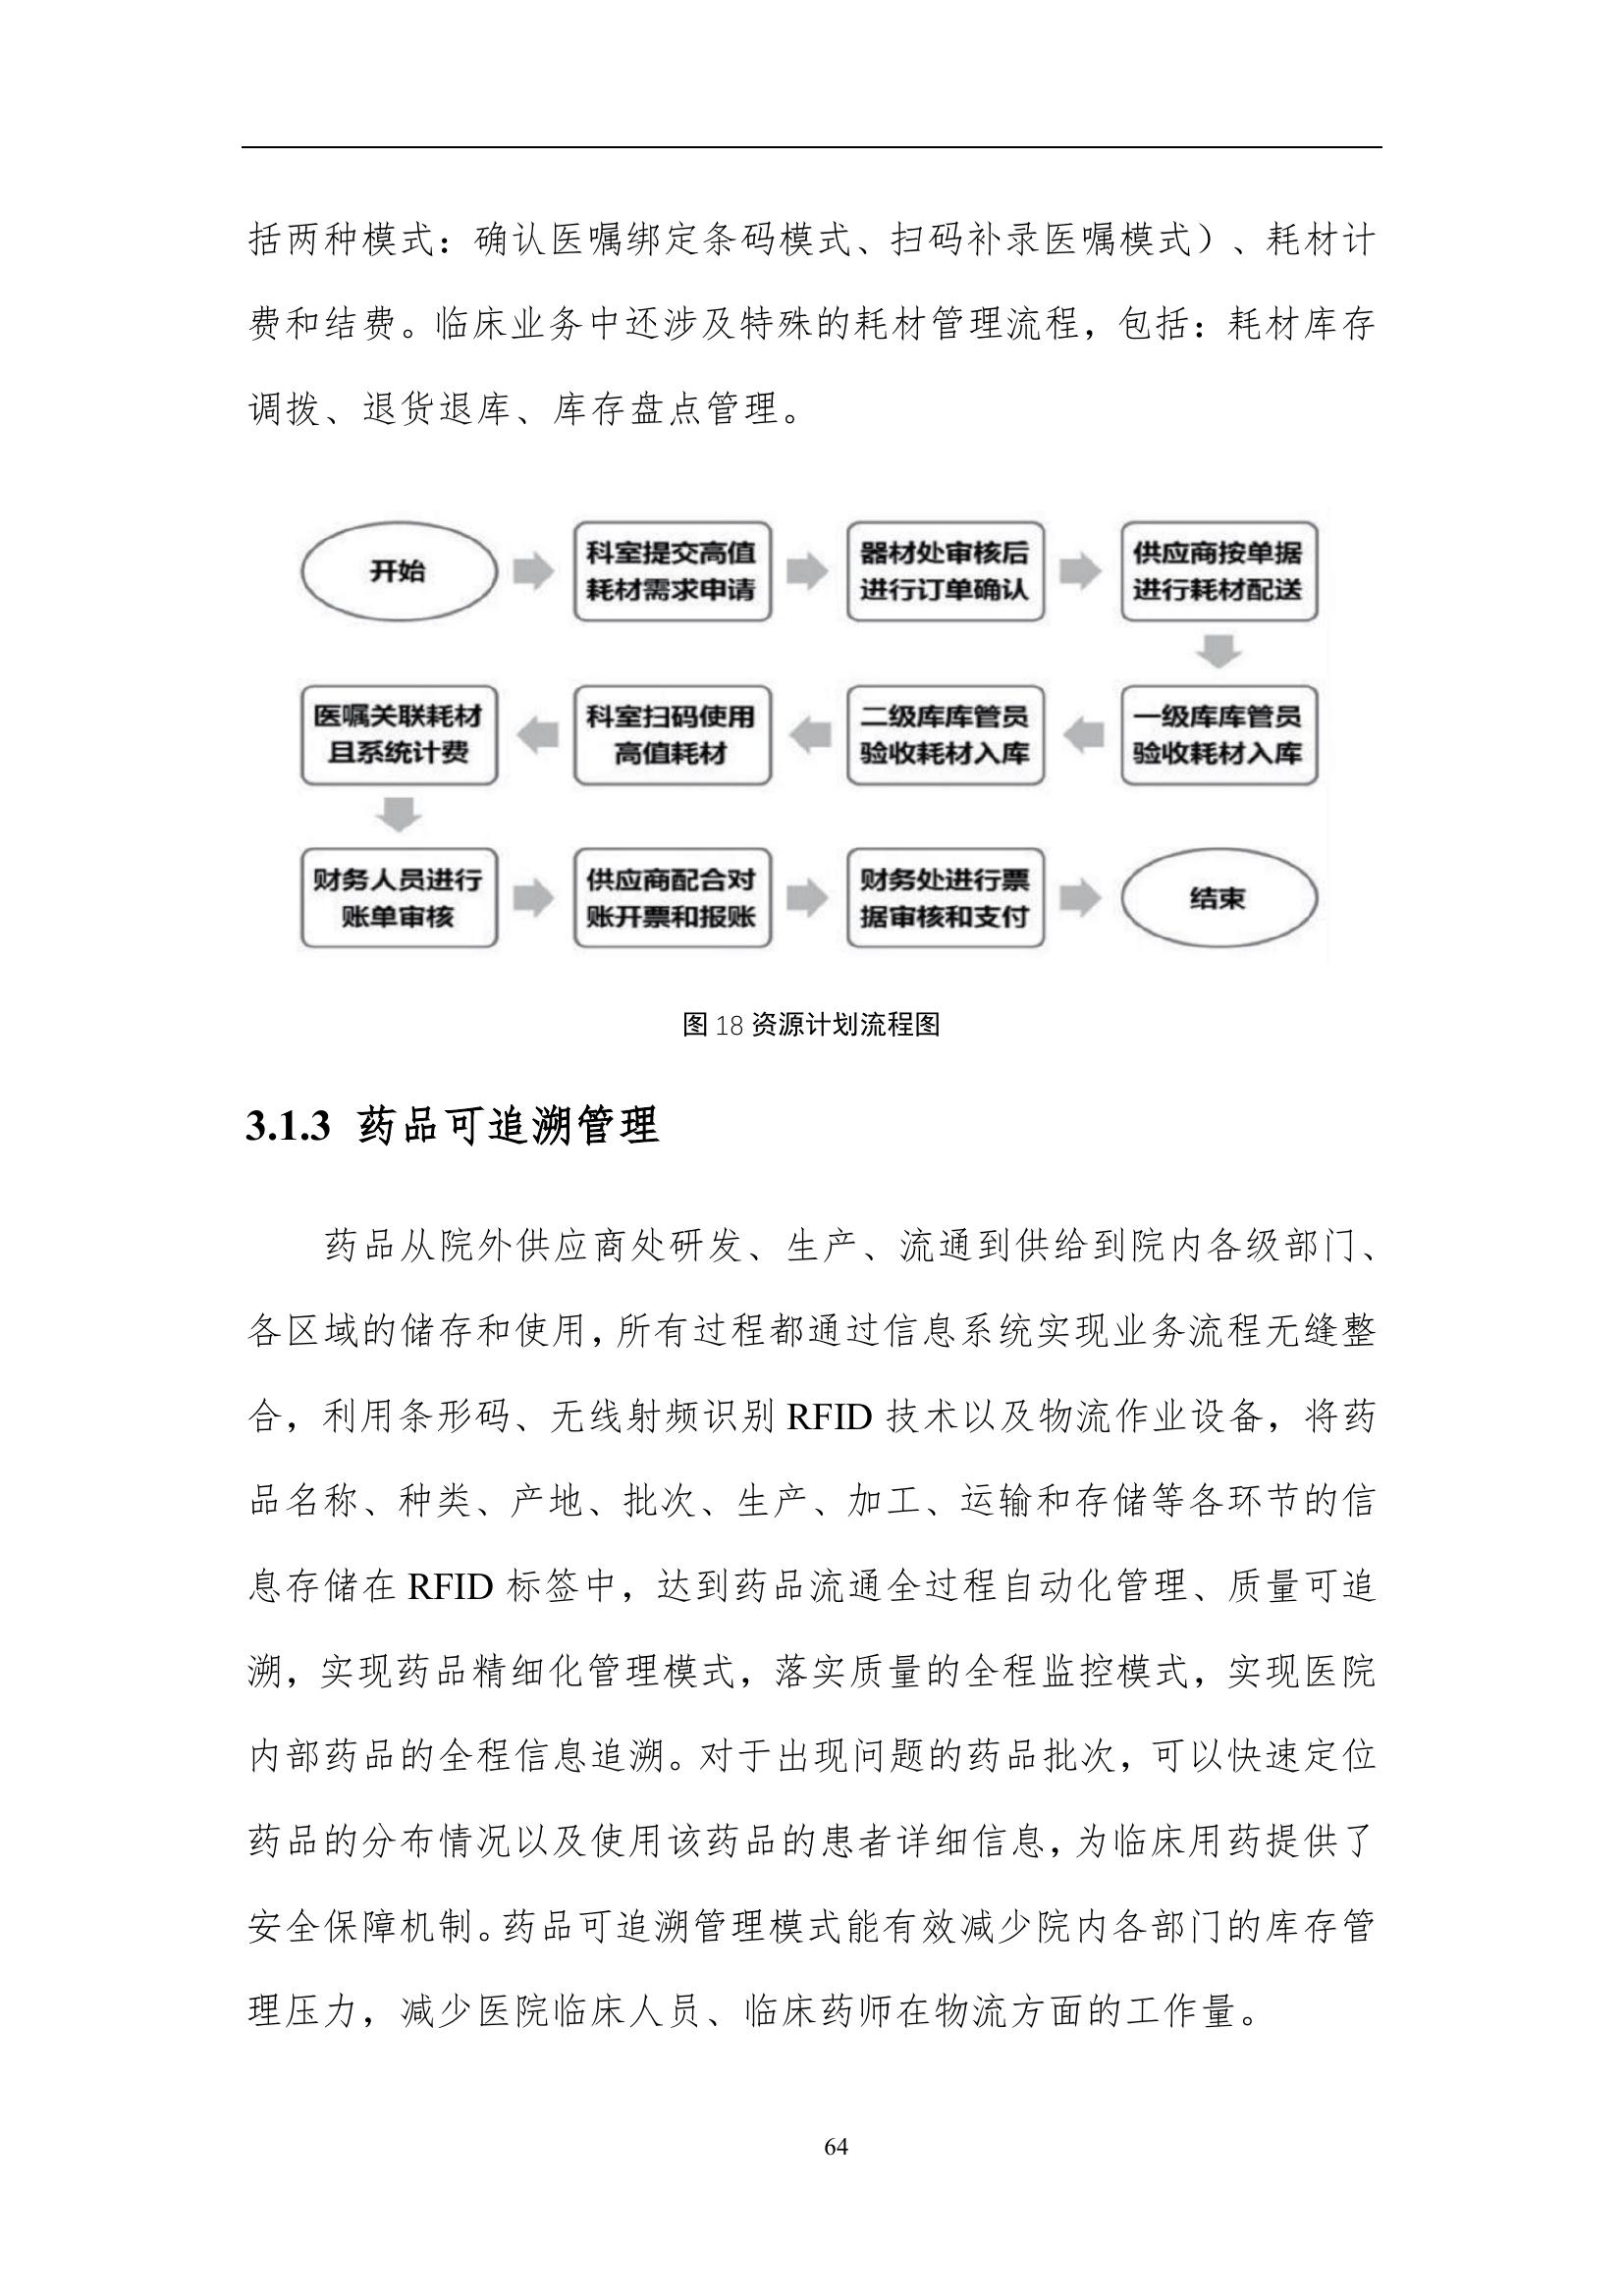 括两种模式：确认医嘱绑定条码模式、扫码补录医嘱模式）、耗材计
费和结费。临床业务中还涉及特殊的耗材管理流程，包括：耗材库存
调拨、退货退库、库存盘点管理。
开始
科室提交高值
耗材需求申请
器材处审核后
进行订单确认
供应商按单据
进行耗材配送
医嘱关联耗材
且系统计费
科室扫码使用
高值耗材
二级库库管员
验收耗材入库
一级库库管员
验收耗材入库
财务人员进行
账单审核
供应商配合对
账开票和报账
财务处进行票
据审核和支付
结束
图 18 资源计划流程图
3.1.3 药品可追溯管理
药品从院外供应商处研发、生产、流通到供给到院内各级部门、
各区域的储存和使用，所有过程都通过信息系统实现业务流程无缝整
合，利用条形码、无线射频识别 RFID 技术以及物流作业设备，将药
品名称、种类、产地、批次、生产、加工、运输和存储等各环节的信
息存储在 RFID 标签中，达到药品流通全过程自动化管理、质量可追
溯，实现药品精细化管理模式，落实质量的全程监控模式，实现医院
内部药品的全程信息追溯。对于出现问题的药品批次，可以快速定位
药品的分布情况以及使用该药品的患者详细信息，为临床用药提供了
安全保障机制。药品可追溯管理模式能有效减少院内各部门的库存管
理压力，减少医院临床人员、临床药师在物流方面的工作量。
64